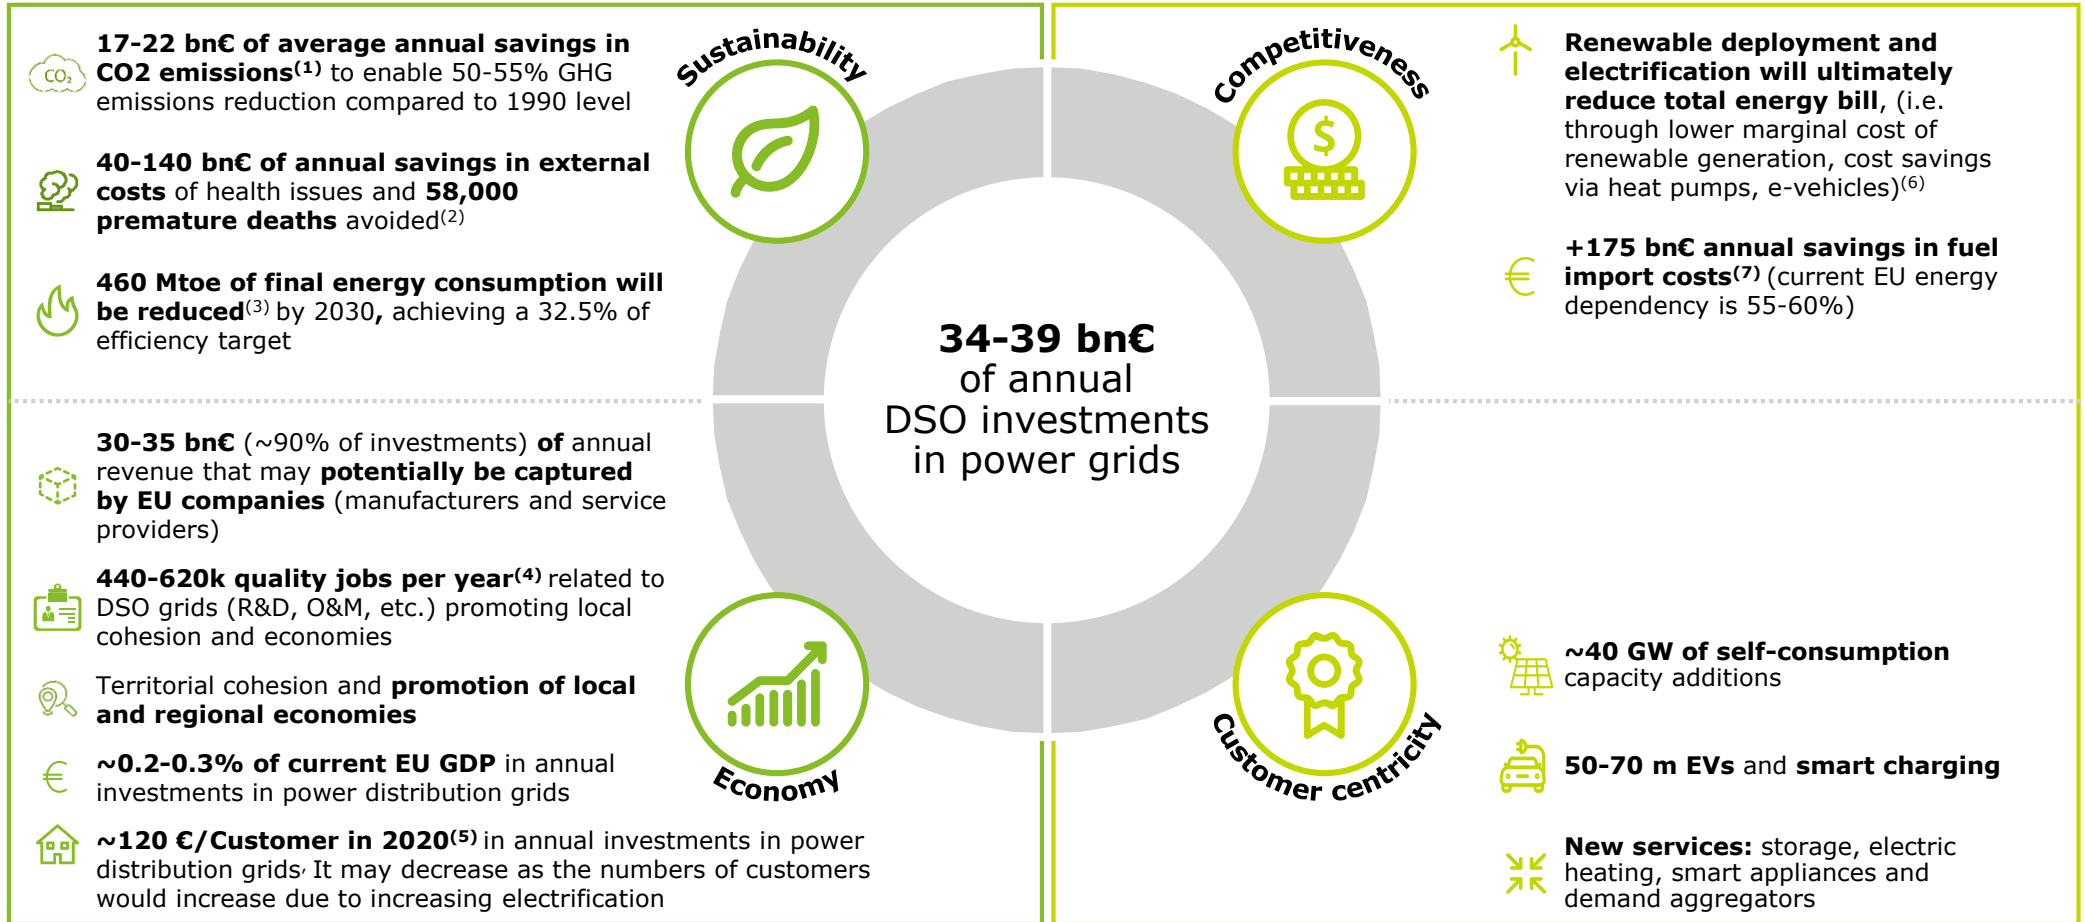 Sustainability
17-22 bn€ of average annual savings in
CO2 emissions(1) to enable 50-55% GHG
emissions reduction compared to 1990 level
CO₂
40-140 bn€ of annual savings in external
costs of health issues and 58,000
premature deaths avoided(2)
460 Mtoe of final energy consumption will
be reduced(3) by 2030, achieving a 32.5% of
efficiency target
Competitiveness
$
Renewable deployment and
electrification will ultimately
reduce total energy bill, (i.e.
through lower marginal cost of
renewable generation, cost savings
via heat pumps, e-vehicles)(6)
€
+175 bn€ annual savings in fuel
import costs(7) (current EU energy
dependency is 55-60%)
34-39 bn€
of annual
DSO investments
in power grids
30-35 bn€ (~90% of investments) of annual
revenue that may potentially be captured
by EU companies (manufacturers and service
providers)
440-620k quality jobs per year(4) related to
DSO grids (R&D, O&M, etc.) promoting local
cohesion and economies
Territorial cohesion and promotion of local
and regional economies
€
~0.2-0.3% of current EU GDP in annual
investments in power distribution grids
~120 €/Customer in 2020(5) in annual investments in power
distribution grids, It may decrease as the numbers of customers
would increase due to increasing electrification
Economy
Customer centricity
~40 GW of self-consumption
capacity additions
50-70 m EVs and smart charging
New services: storage, electric
heating, smart appliances and
demand aggregators